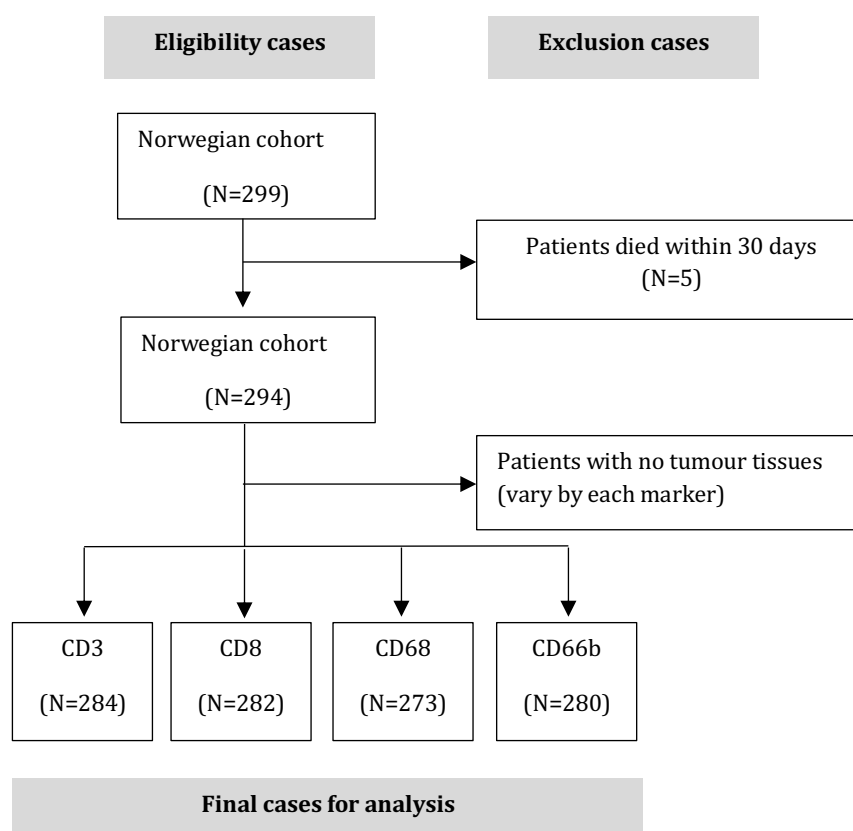 Eligibility cases
Exclusion cases
Norwegian cohort
(N=299)
Patients died within 30 days
(N=5)
Norwegian cohort
(N=294)
Patients with no tumour tissues
(vary by each marker)
CD3
(N=284)
CD8
(N=282)
CD68
(N=273)
CD66b
(N=280)
Final cases for analysis